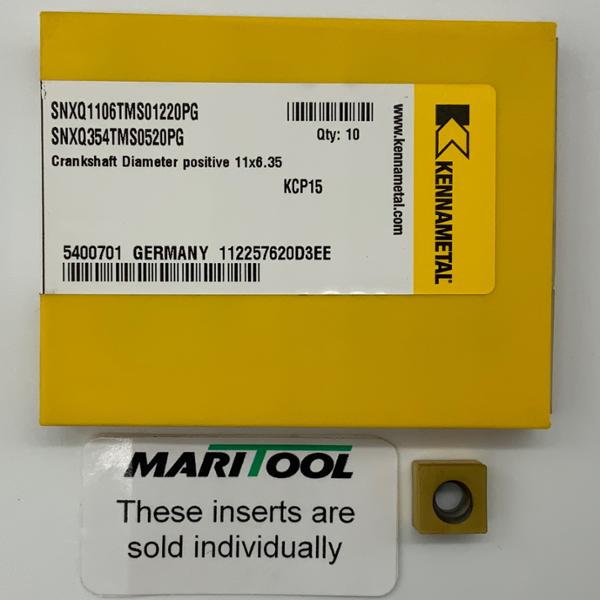 SNXQ1106TMS01220PG
SNXQ354TMS0520PG
Qty: 10
Crankshaft Diameter positive 11x6.35
KCP15
5400701 GERMANY 112257620D3EE
www.kennametal.com
KENNAMETAL
MARITOOL
These inserts are
sold individually